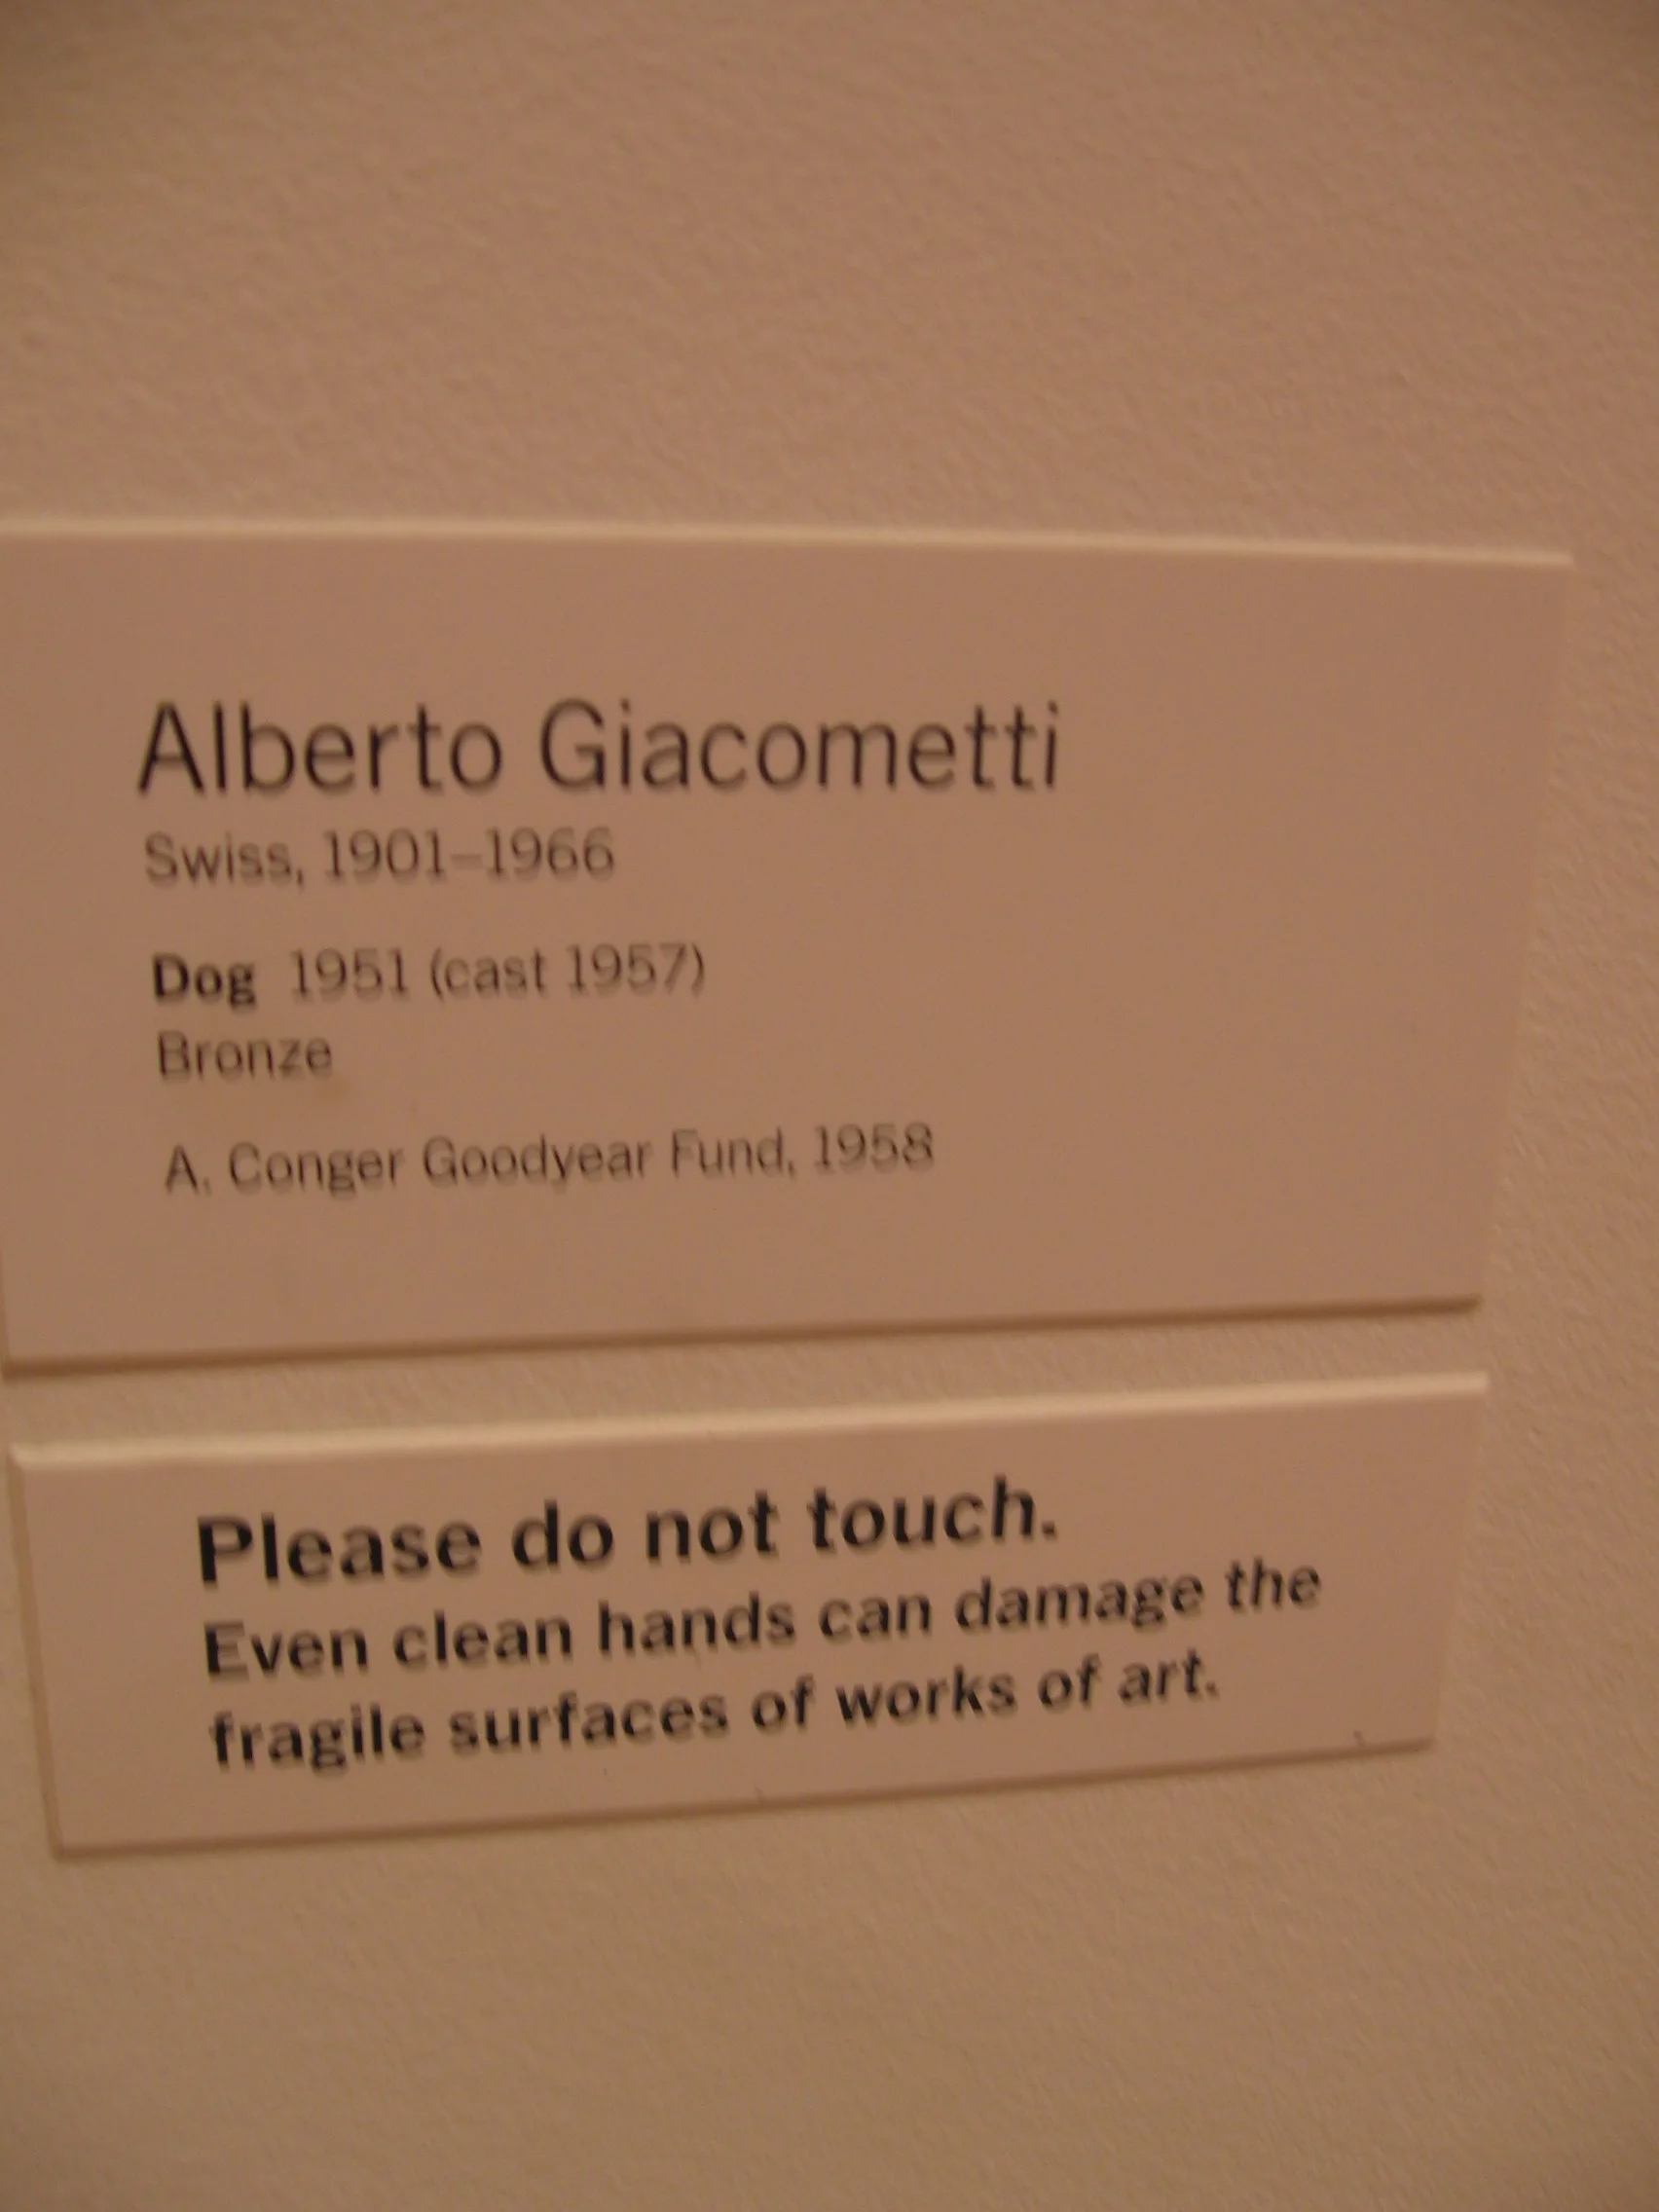 Alberto Giacometti
Swiss, 1901–1966
Dog 1951 (cast 1957)
Bronze
A. Conger Goodyear Fund, 1958
Please do not touch.
Even clean hands can damage the
fragile surfaces of works of art.